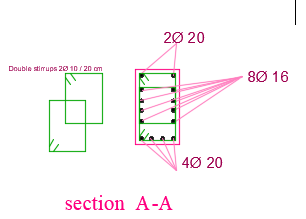 2Ø 20
Double stirrups 2Ø 10 / 20 cm
8Ø 16
4Ø 20
section A-A